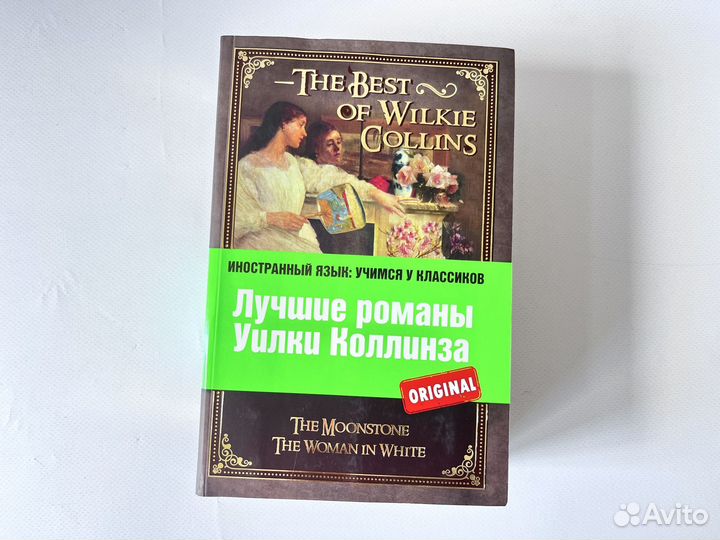 The Best
of Wilkie
Collins
ИНОСТРАННЫЙ ЯЗЫК: УЧИМСЯ У КЛАССИКОВ
Лучшие романы
Уилки Коллинза
ORIGINAL
The Moonstone
The Woman in White
Avito